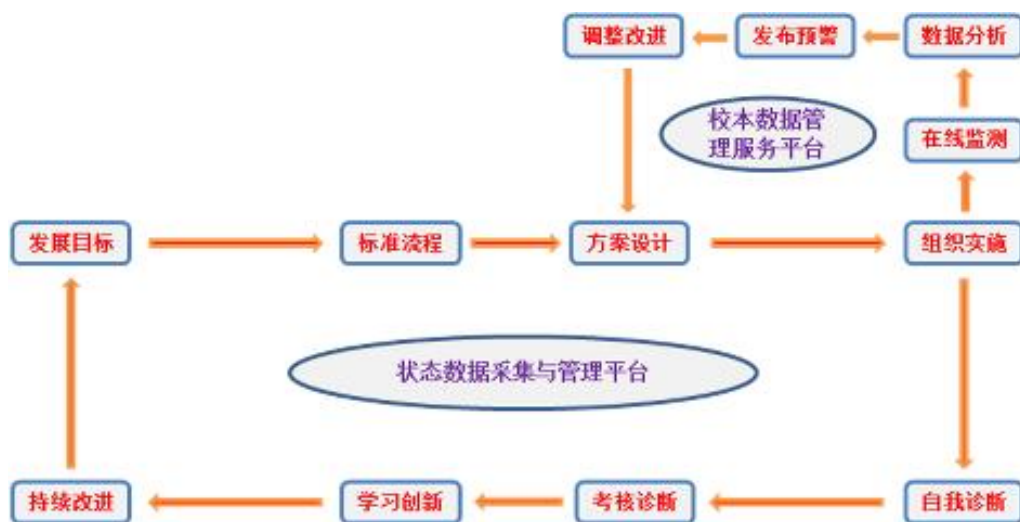 调整改进
发布预警
数据分析
校本数据管
理服务平台
在线监测
发展目标
标准流程
方案设计
组织实施
状态数据采集与管理平台
持续改进
学习创新
考核诊断
自我诊断